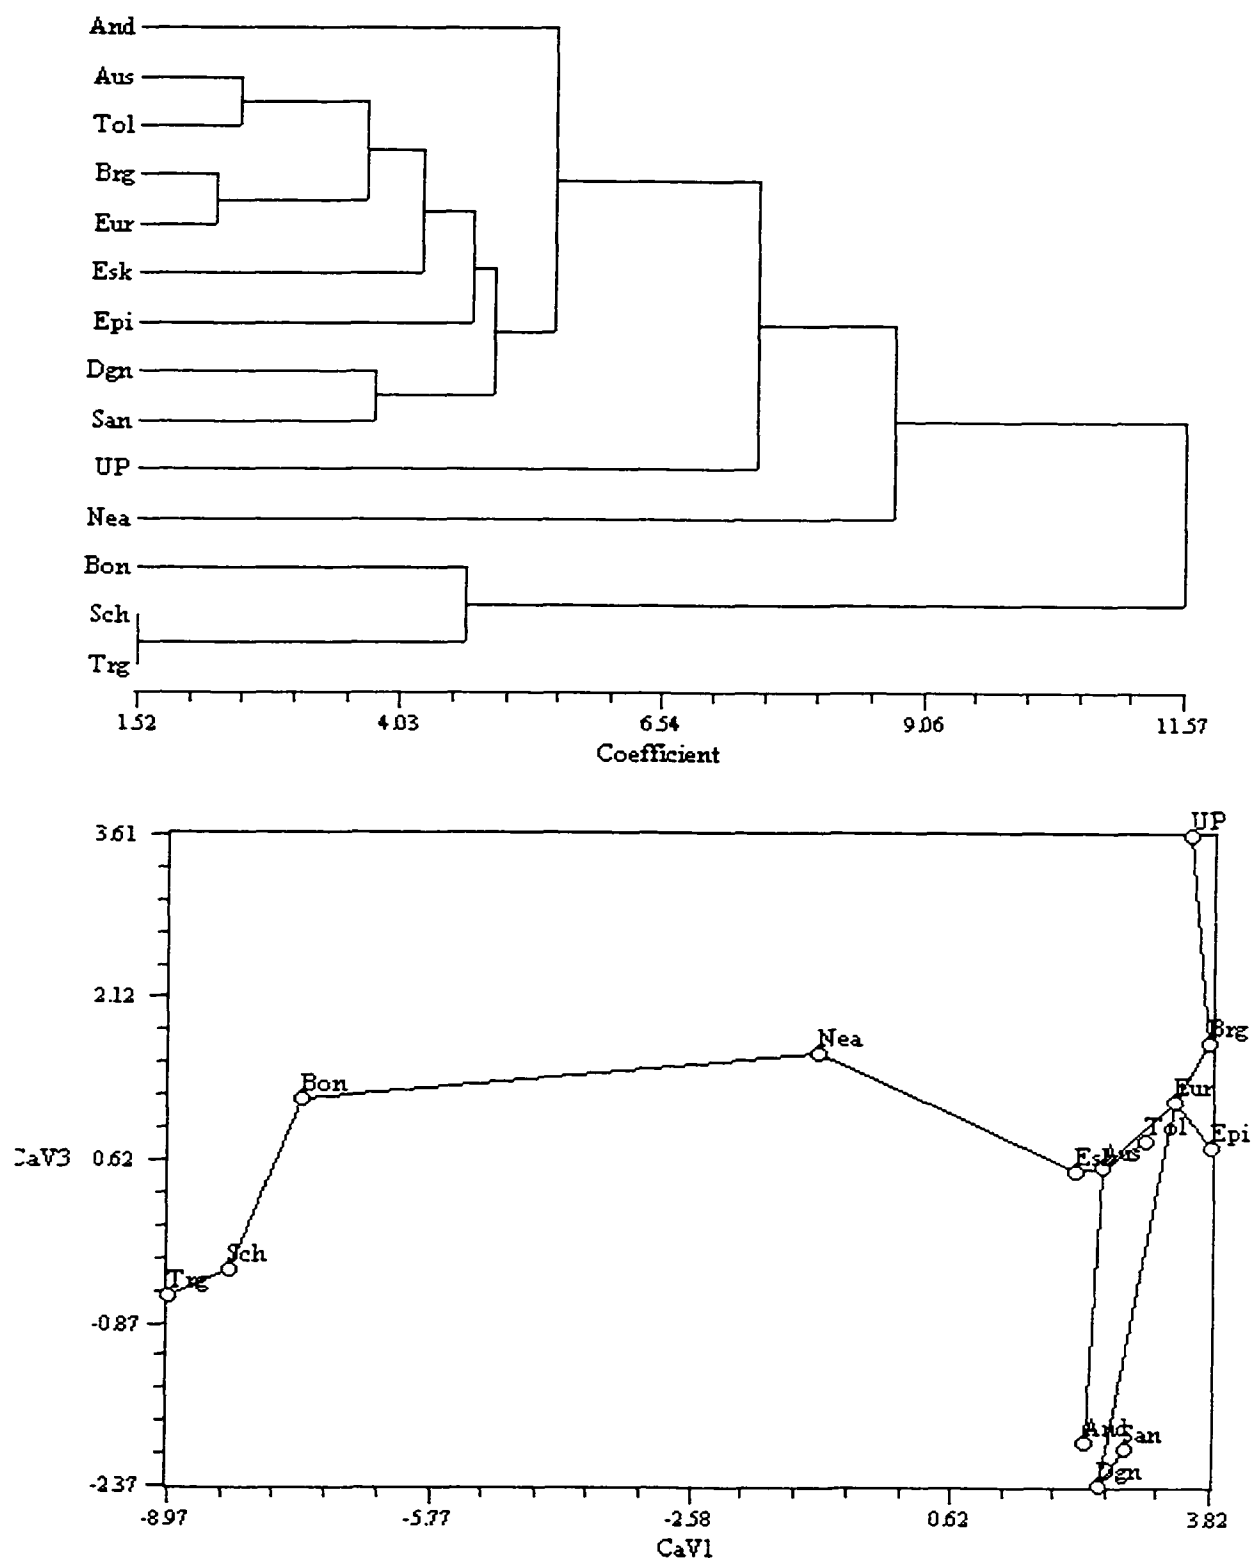 And
Aus
Tol
Brg
Eur
Esk
Epi
Dgn
San
UP
Nea
Bon
Sch
Trg
1.52 4.03 6.54 9.06 11.57
Coefficient
3.61
UP
2.12
Brg
Nea
Bon
Eur
Tol
Epi
CaV3 0.62
Esk Aus
Sch
Trg
-0.87
And San
Dgn
-2.37
-8.97 -5.77 -2.58 0.62 3.82
CaV1